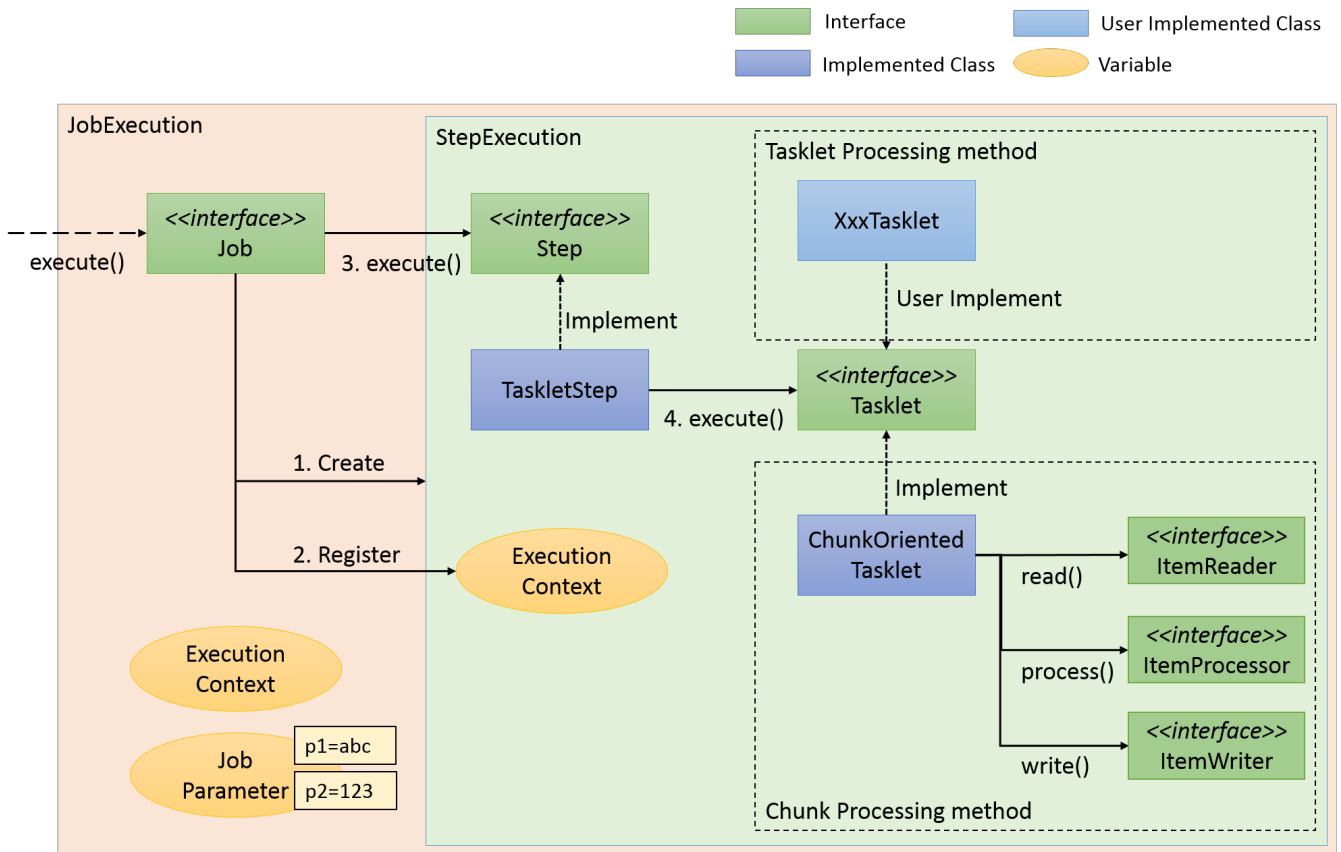 Interface
User Implemented Class
Implemented Class
Variable
JobExecution
StepExecution
Tasklet Processing method
<<interface>>
Job
execute()
3. execute()
<<interface>>
Step
XxxTasklet
User Implement
Implement
TaskletStep
4. execute()
<<interface>>
Tasklet
1. Create
2. Register
Execution
Context
Implement
ChunkOriented
Tasklet
read()
<<interface>>
ItemReader
process()
<<interface>>
ItemProcessor
write()
<<interface>>
ItemWriter
Chunk Processing method
Execution
Context
Job
Parameter
p1=abc
p2=123